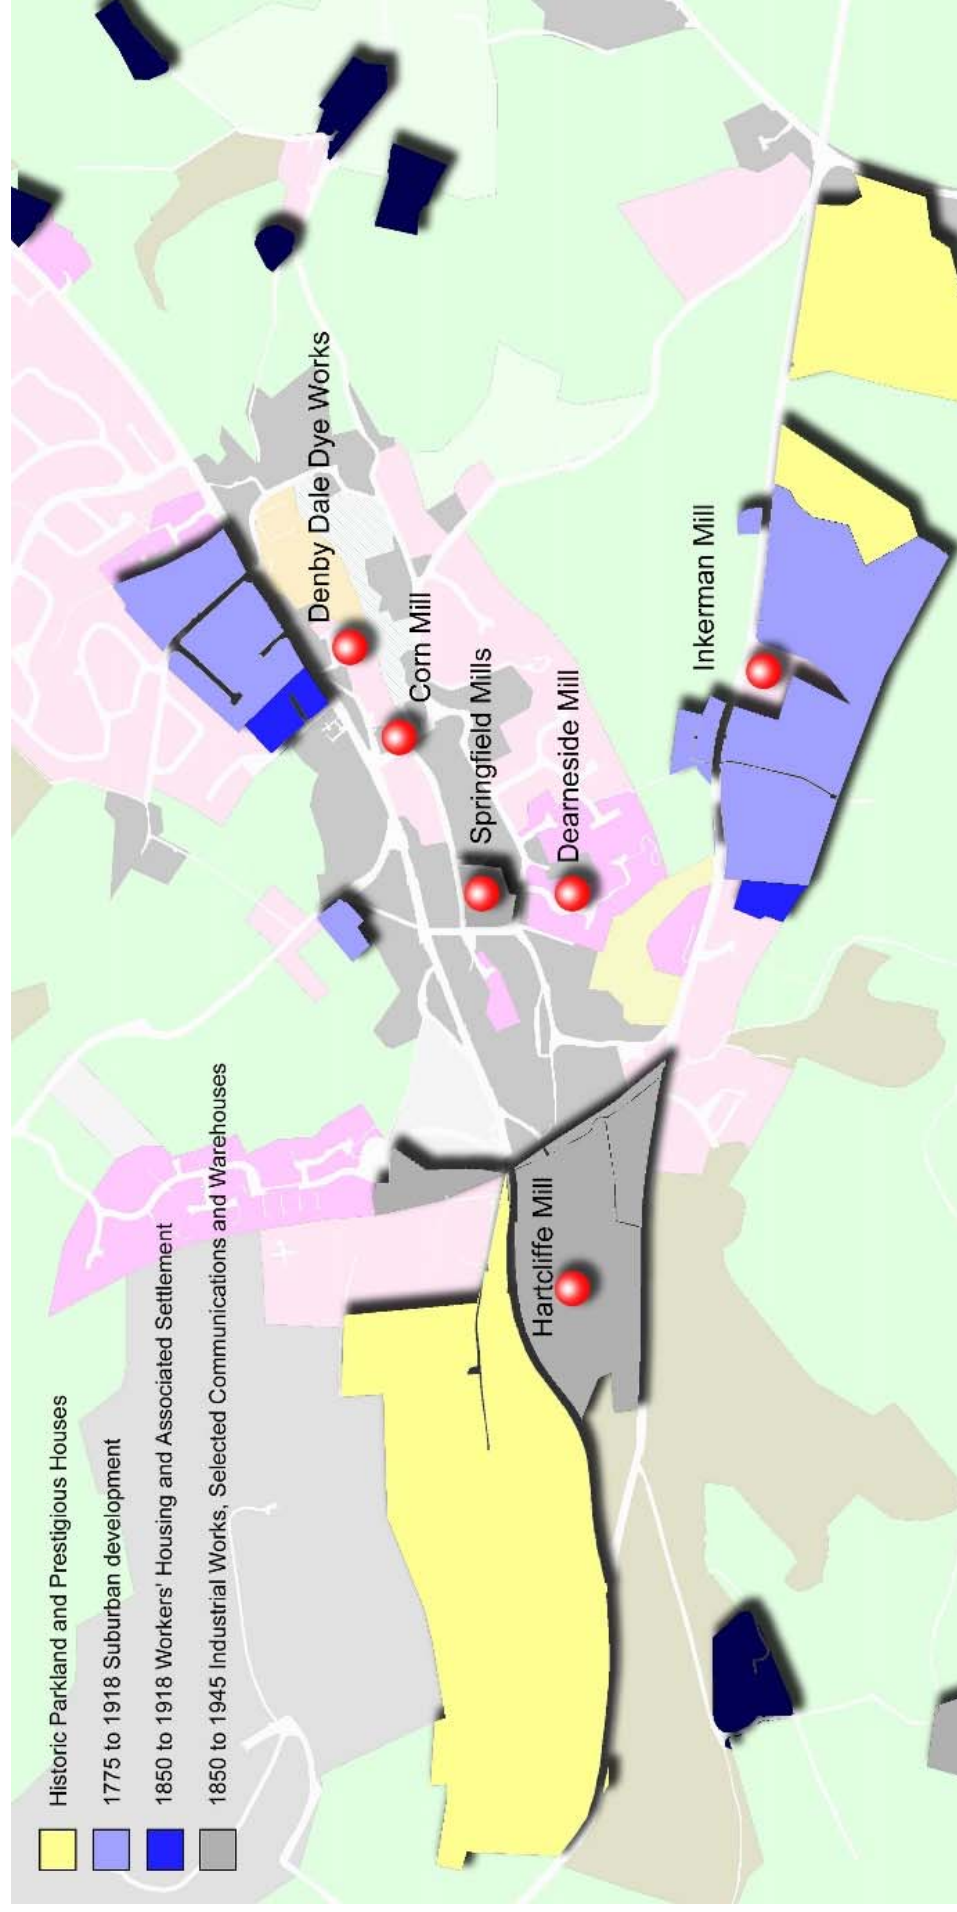 Historic Parkland and Prestigious Houses
1775 to 1918 Suburban development
1850 to 1918 Workers' Housing and Associated Settlement
1850 to 1945 Industrial Works, Selected Communications and Warehouses
Hartcliffe Mill
Springfield Mills
Dearneside Mill
Corn Mill
Denby Dale Dye Works
Inkerman Mill